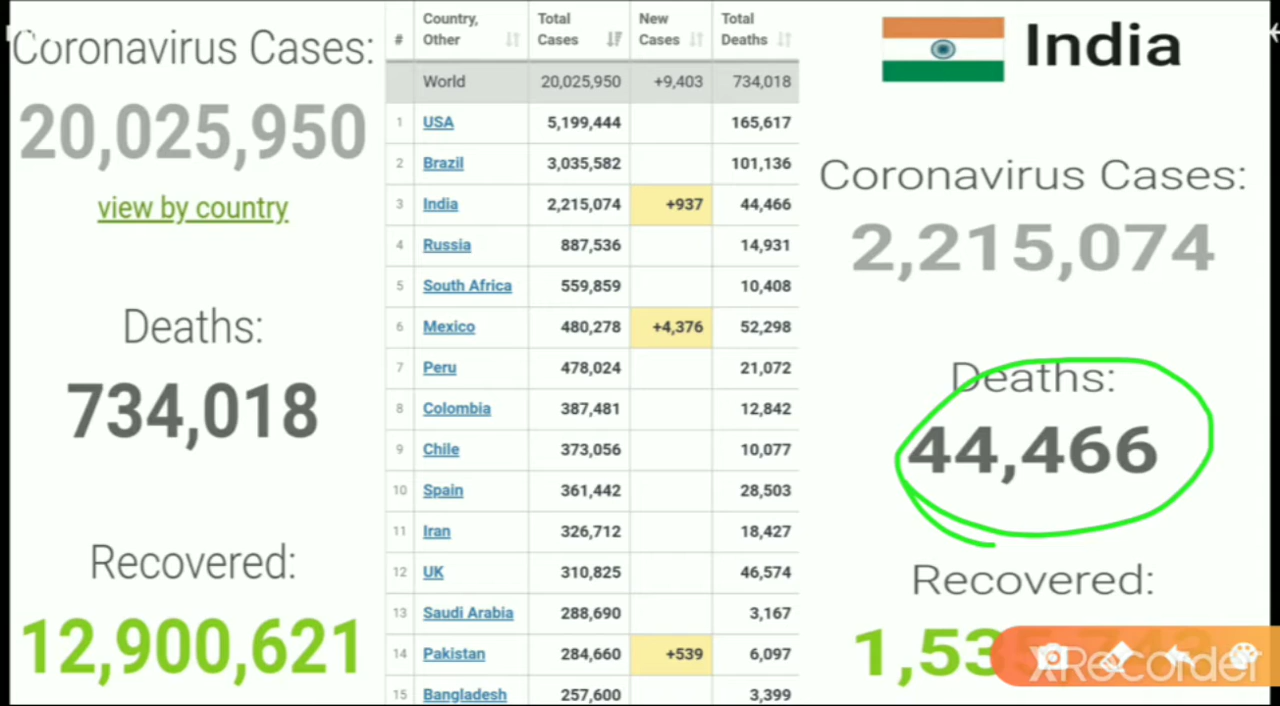 Coronavirus Cases:
20,025,950
view by country
Deaths:
734,018
Recovered:
12,900,621
# Country, Other Total Cases New Cases Total Deaths
World 20,025,950 +9,403 734,018
1 USA 5,199,444 165,617
2 Brazil 3,035,582 101,136
3 India 2,215,074 +937 44,466
4 Russia 887,536 14,931
5 South Africa 559,859 10,408
6 Mexico 480,278 +4,376 52,298
7 Peru 478,024 21,072
8 Colombia 387,481 12,842
9 Chile 373,056 10,077
10 Spain 361,442 28,503
11 Iran 326,712 18,427
12 UK 310,825 46,574
13 Saudi Arabia 288,690 3,167
14 Pakistan 284,660 +539 6,097
15 Bangladesh 257,600 3,399
India
Coronavirus Cases:
2,215,074
Deaths:
44,466
Recovered:
XRecorder